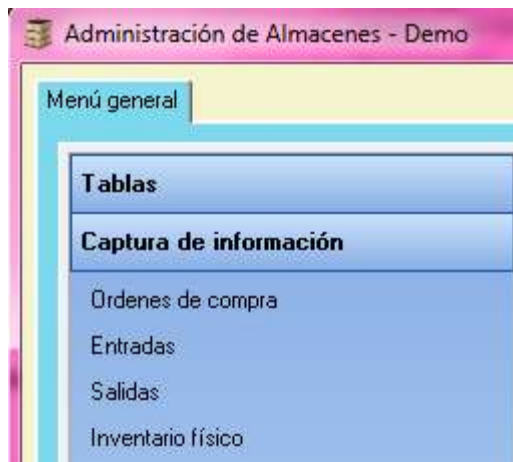 Administración de Almacenes - Demo
Menú general
Tablas
Captura de información
Ordenes de compra
Entradas
Salidas
Inventario físico